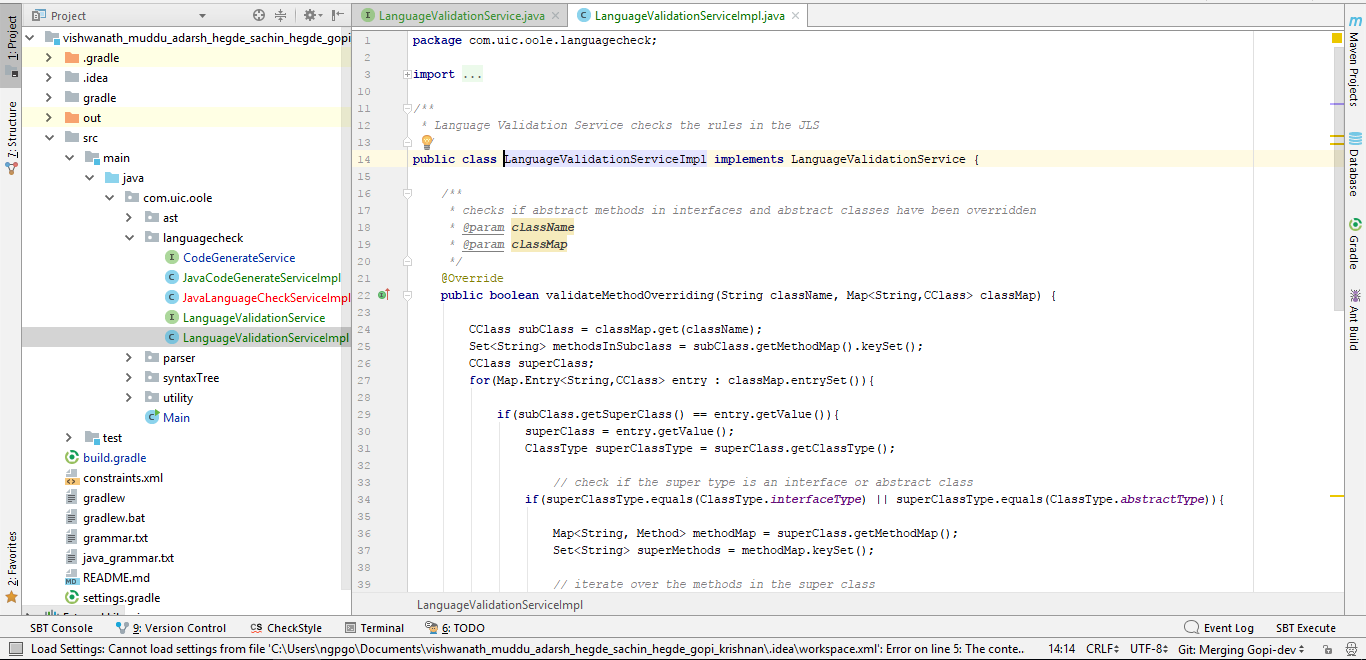 Project
LanguageValidationService.java
LanguageValidationServiceImpl.java
1: Project
7: Structure
2: Favorites
vishwanath_muddu_adarsh_hegde_sachin_hegde_gopi
.gradle
.idea
gradle
out
src
main
java
com.uic.oole
ast
languagecheck
CodeGenerateService
JavaCodeGenerateServiceImpl
JavaLanguageCheckServiceImpl
LanguageValidationService
LanguageValidationServiceImpl
parser
syntaxTree
utility
Main
test
build.gradle
constraints.xml
gradlew
gradlew.bat
grammar.txt
java_grammar.txt
README.md
settings.gradle
1 package com.uic.oole.languagecheck;
2
3 import ...
10
11 /**
12 * Language Validation Service checks the rules in the JLS
13
14 public class LanguageValidationServiceImpl implements LanguageValidationService {
15
16 /**
17 * checks if abstract methods in interfaces and abstract classes have been overridden
18 * @param className
19 * @param classMap
20 */
21 @Override
22 public boolean validateMethodOverriding(String className, Map<String,CClass> classMap) {
23
24 CClass subClass = classMap.get(className);
25 Set<String> methodsInSubclass = subClass.getMethodMap().keySet();
26 CClass superClass;
27 for(Map.Entry<String,CClass> entry : classMap.entrySet()){
28
29 if(subClass.getSuperClass() == entry.getValue()){
30 superClass = entry.getValue();
31 ClassType superClassType = superClass.getClassType();
32
33 // check if the super type is an interface or abstract class
34 if(superClassType.equals(ClassType.interfaceType) || superClassType.equals(ClassType.abstractType)){
35
36 Map<String, Method> methodMap = superClass.getMethodMap();
37 Set<String> superMethods = methodMap.keySet();
38
39 // iterate over the methods in the super class
LanguageValidationServiceImpl
Maven Projects
Database
Gradle
Ant Build
SBT Console
9: Version Control
CheckStyle
Terminal
6: TODO
Event Log
SBT Execute
Load Settings: Cannot load settings from file 'C:\Users\ngpgo\Documents\vishwanath_muddu_adarsh_hegde_sachin_hegde_gopi_krishnan\.idea\workspace.xml': Error on line 5: The conte..
14:14 CRLF UTF-8 Git: Merging Gopi-dev